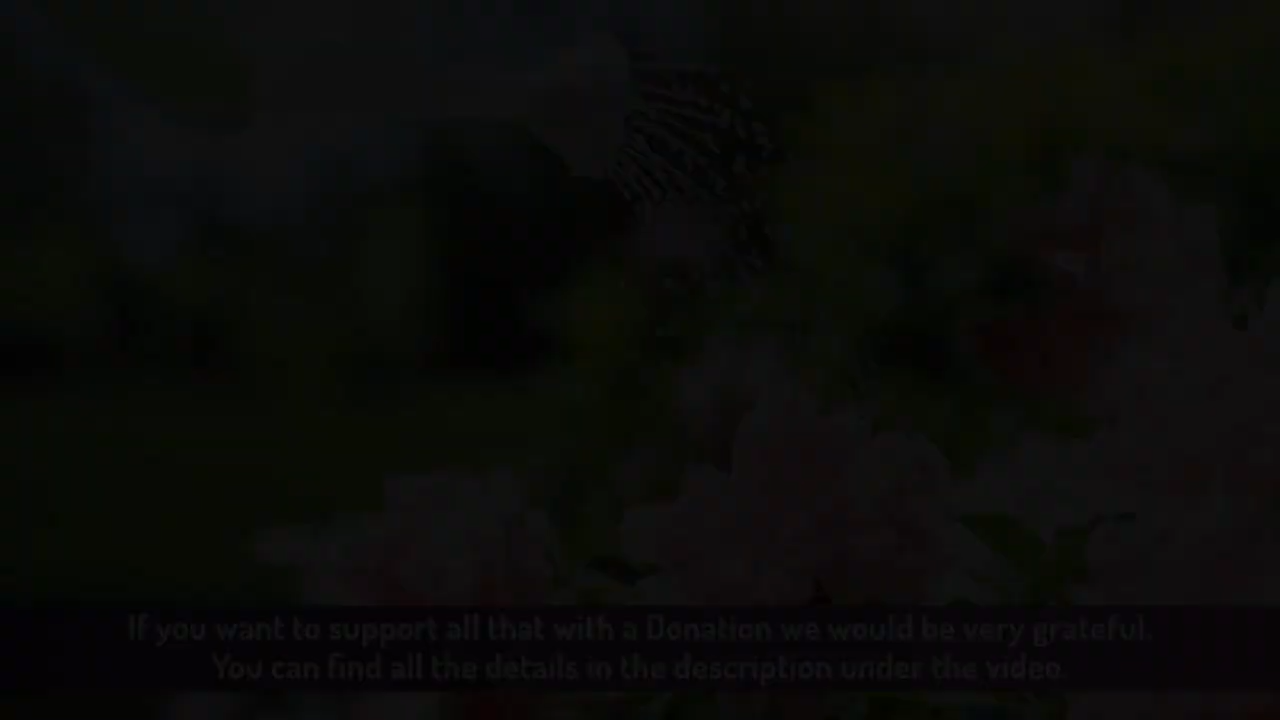 If you want to support all that with a Donation we would be very grateful.
You can find all the details in the description under the video.